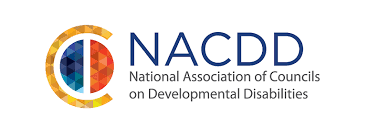 NACDD
National Association of Councils
on Developmental Disabilities